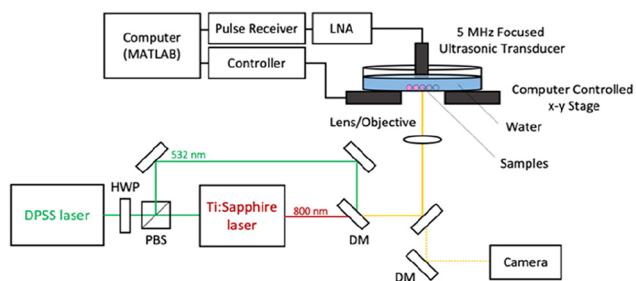 Computer
(MATLAB)
Pulse Receiver
LNA
Controller
5 MHz Focused
Ultrasonic Transducer
Computer Controlled
x-y Stage
Lens/Objective
Water
Samples
532 nm
HWP
DPSS laser
PBS
Ti:Sapphire
laser
800 nm
DM
DM
Camera